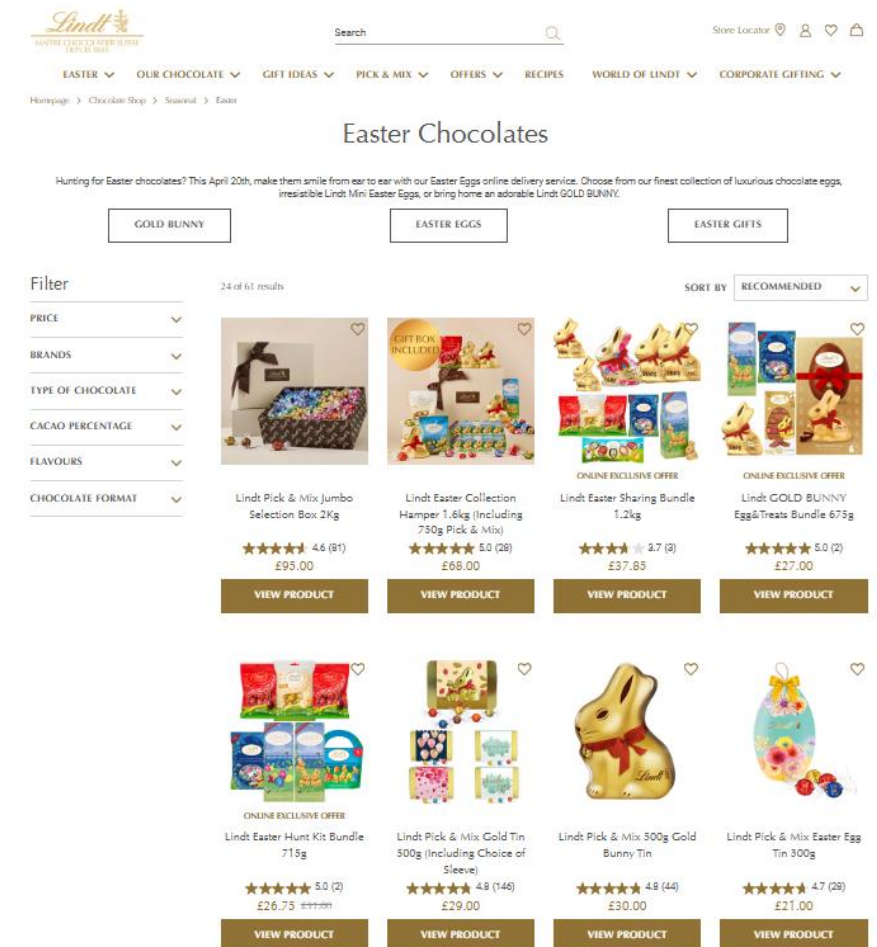 Lindt
MAÎTRE CHOCOLATIER SUISSE
DEPUIS 1845
Search
Store Locator
EASTER OUR CHOCOLATE GIFT IDEAS PICK & MIX OFFERS RECIPES WORLD OF LINDT CORPORATE GIFTING
Homepage > Chocolate Shop > Seasonal > Easter
Easter Chocolates
Hunting for Easter chocolates? This April 20th, make them smile from ear to ear with our Easter Eggs online delivery service. Choose from our finest collection of luxurious chocolate eggs,
irresistible Lindt Mini Easter Eggs, or bring home an adorable Lindt GOLD BUNNY.
GOLD BUNNY EASTER EGGS EASTER GIFTS
Filter
24 of 61 results
SORT BY RECOMMENDED
PRICE
BRANDS
TYPE OF CHOCOLATE
CACAO PERCENTAGE
FLAVOURS
CHOCOLATE FORMAT
GIFT BOX
INCLUDED
Lindt Pick & Mix Jumbo
Selection Box 2Kg
4.6 (81)
£95.00
VIEW PRODUCT
Lindt Easter Collection
Hamper 1.6kg (Including
750g Pick & Mix)
5.0 (28)
£68.00
VIEW PRODUCT
ONLINE EXCLUSIVE OFFER
Lindt Easter Sharing Bundle
1.2kg
3.7 (3)
£37.85
VIEW PRODUCT
ONLINE EXCLUSIVE OFFER
Lindt GOLD BUNNY
Egg&Treats Bundle 675g
5.0 (2)
£27.00
VIEW PRODUCT
ONLINE EXCLUSIVE OFFER
Lindt Easter Hunt Kit Bundle
715g
5.0 (2)
£26.75 £31.00
VIEW PRODUCT
Lindt Pick & Mix Gold Tin
500g (Including Choice of
Sleeve)
4.8 (146)
£29.00
VIEW PRODUCT
Lindt
Lindt Pick & Mix 500g Gold
Bunny Tin
4.8 (44)
£30.00
VIEW PRODUCT
Lindt Pick & Mix Easter Egg
Tin 300g
4.7 (28)
£21.00
VIEW PRODUCT